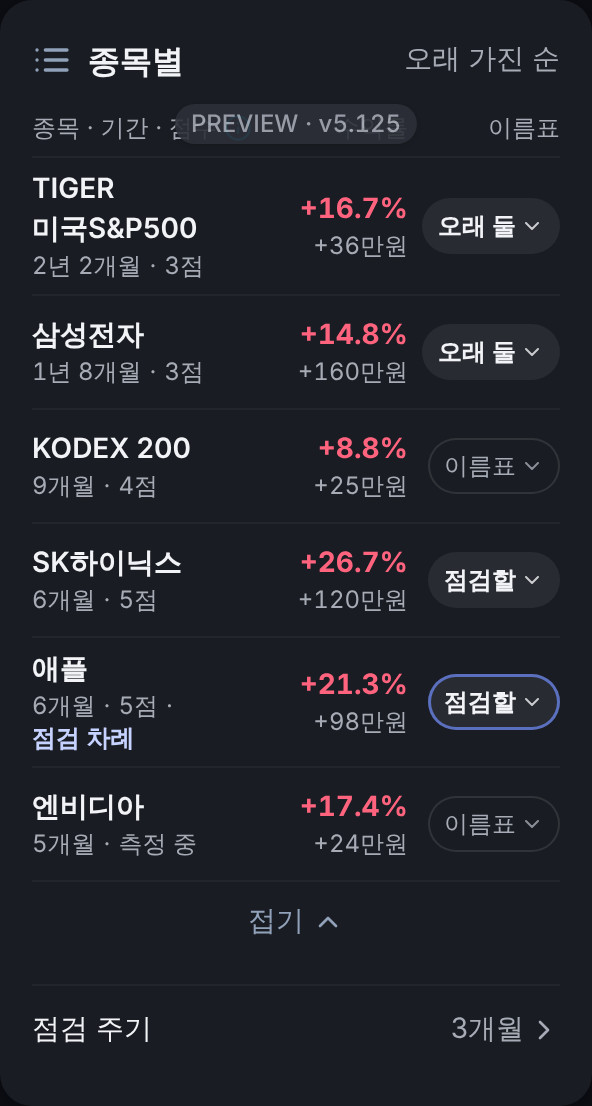 종목별
오래 가진 순
종목 · 기간 ·
PREVIEW · v5.125
이름표
TIGER
미국S&P500
2년 2개월 · 3점
+16.7%
+36만원
오래 둘
삼성전자
1년 8개월 · 3점
+14.8%
+160만원
오래 둘
KODEX 200
9개월 · 4점
+8.8%
+25만원
이름표
SK하이닉스
6개월 · 5점
+26.7%
+120만원
점검할
애플
6개월 · 5점 ·
점검 차례
+21.3%
+98만원
점검할
엔비디아
5개월 · 측정 중
+17.4%
+24만원
이름표
접기
점검 주기
3개월